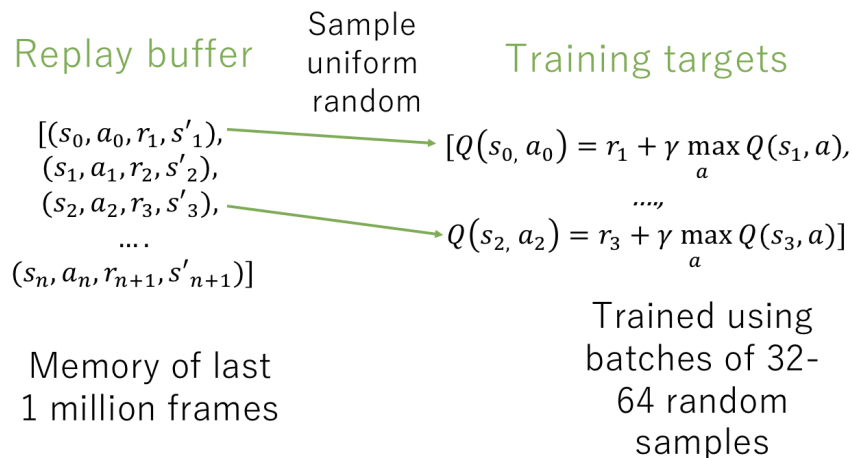 Replay buffer
[(s₀, a₀, r₁, s'₁),
(s₁, a₁, r₂, s'₂),
(s₂, a₂, r₃, s'₃),
... .
(sₙ, aₙ, rₙ₊₁, s'ₙ₊₁)]
Memory of last
1 million frames
Sample
uniform
random
Training targets
[Q(s₀, a₀) = r₁ + γ max Q(s₁, a),
a
....,
Q(s₂, a₂) = r₃ + γ max Q(s₃, a)]
a
Trained using
batches of 32-
64 random
samples